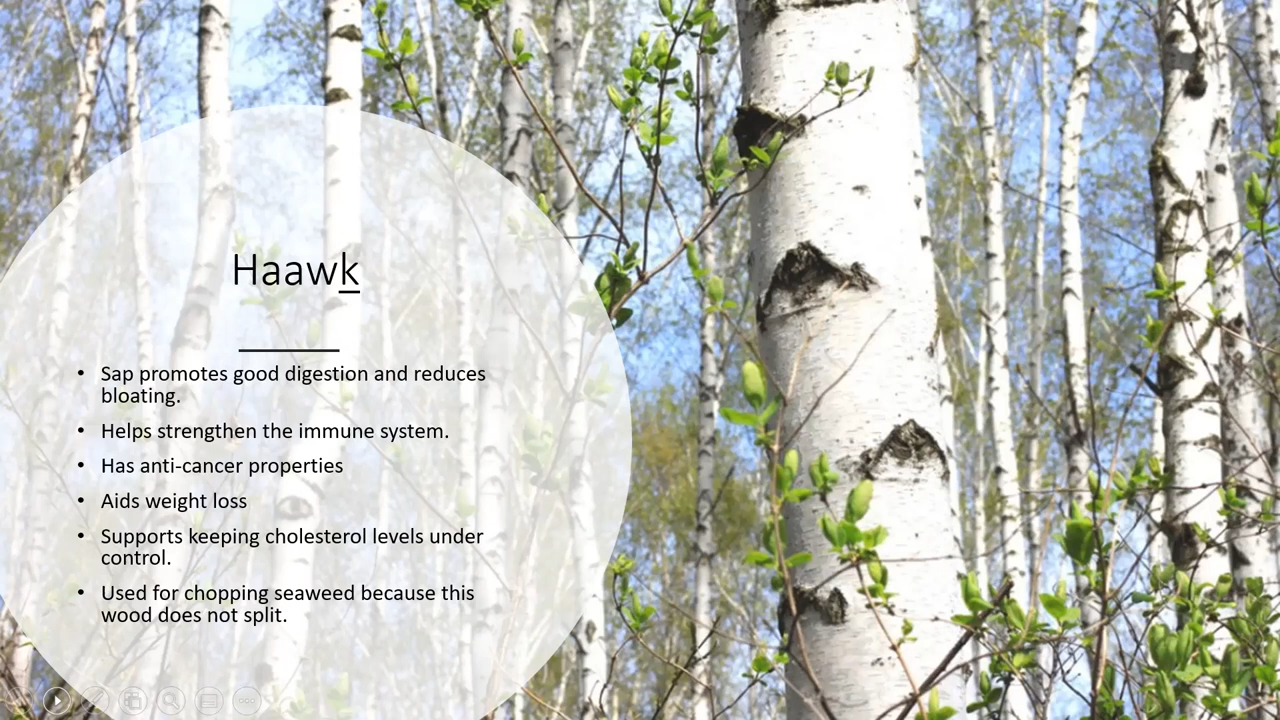 Haawḵ
• Sap promotes good digestion and reduces
bloating.
• Helps strengthen the immune system.
• Has anti-cancer properties
• Aids weight loss
• Supports keeping cholesterol levels under
control.
• Used for chopping seaweed because this
wood does not split.